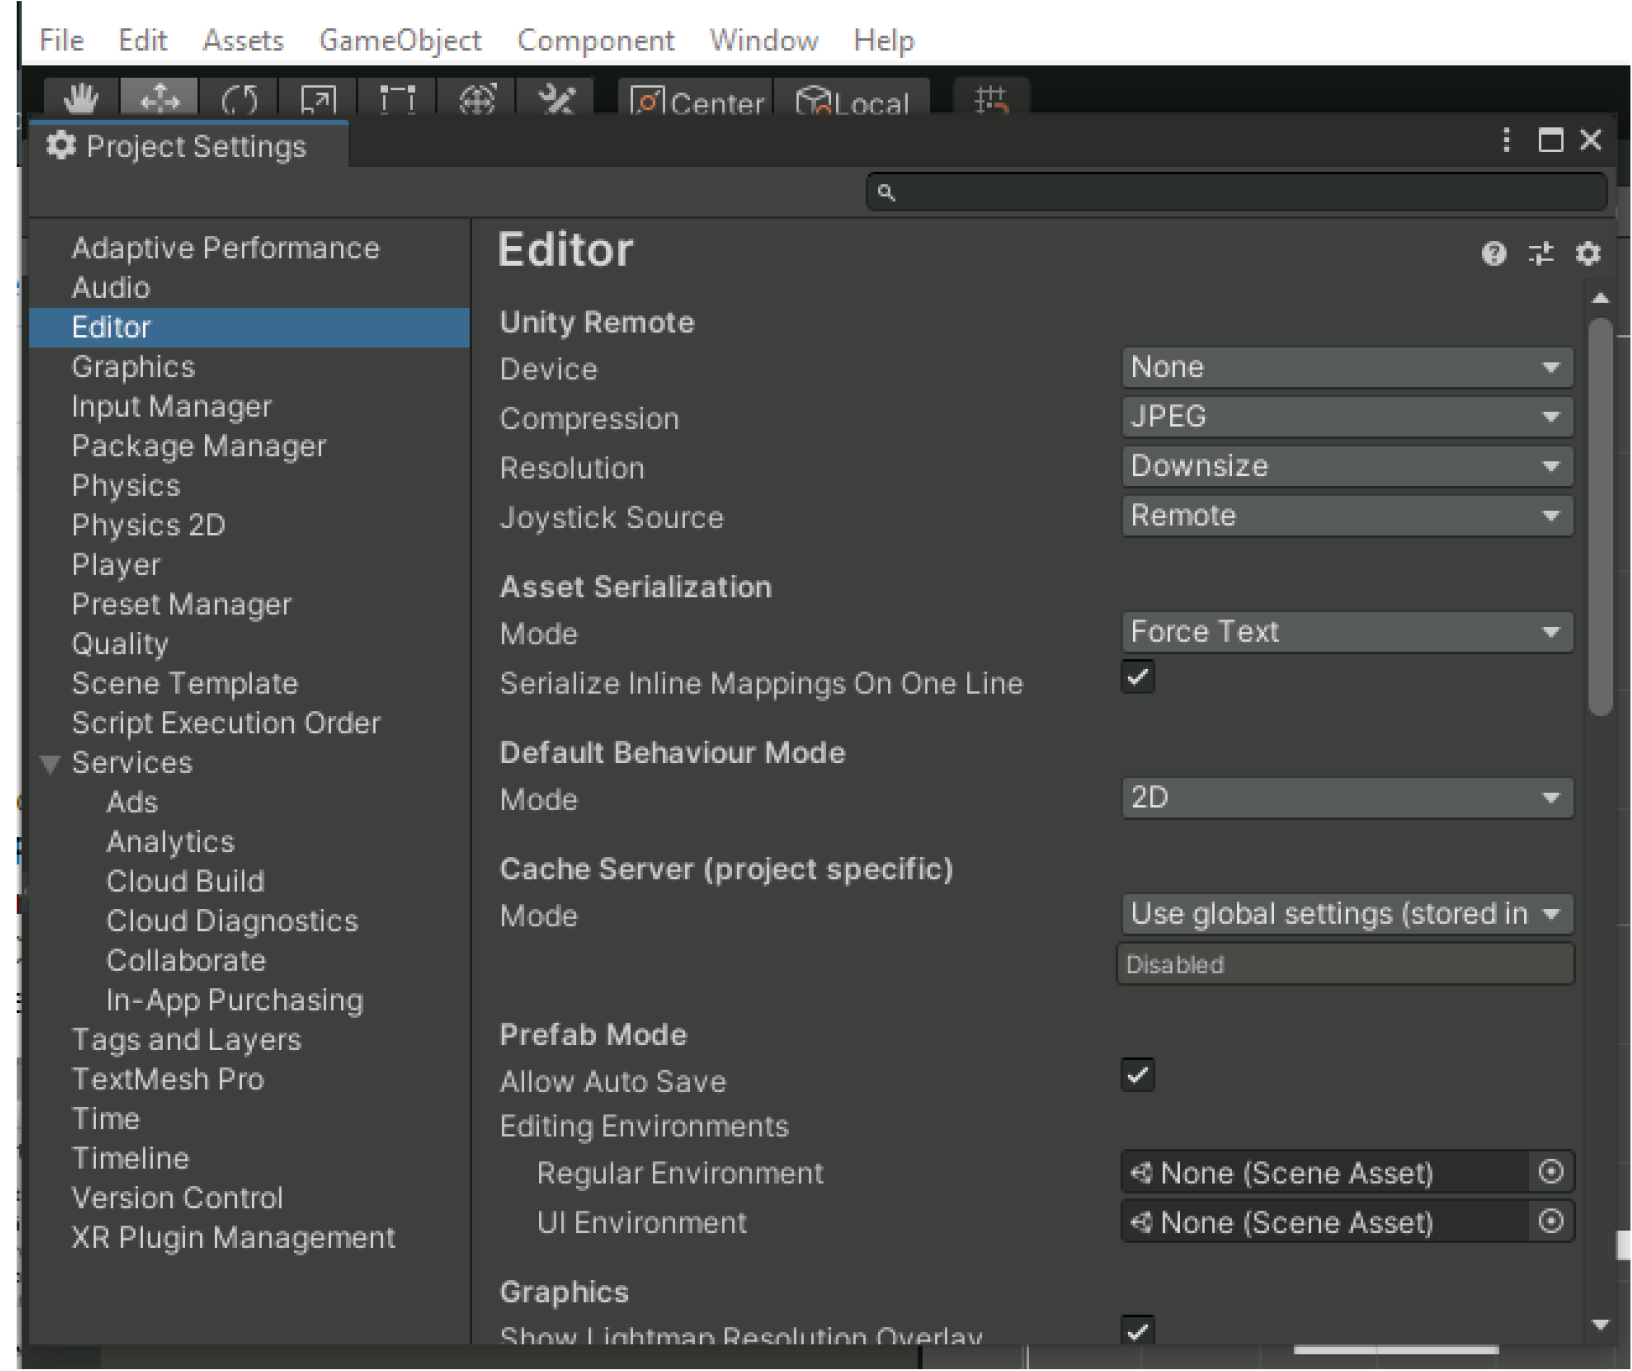 File Edit Assets GameObject Component Window Help
Center Local
Project Settings
Adaptive Performance
Audio
Editor
Graphics
Input Manager
Package Manager
Physics
Physics 2D
Player
Preset Manager
Quality
Scene Template
Script Execution Order
Services
Ads
Analytics
Cloud Build
Cloud Diagnostics
Collaborate
In-App Purchasing
Tags and Layers
TextMesh Pro
Time
Timeline
Version Control
XR Plugin Management
Editor
Unity Remote
Device None
Compression JPEG
Resolution Downsize
Joystick Source Remote
Asset Serialization
Mode Force Text
Serialize Inline Mappings On One Line
Default Behaviour Mode
Mode 2D
Cache Server (project specific)
Mode Use global settings (stored in
Disabled
Prefab Mode
Allow Auto Save
Editing Environments
Regular Environment None (Scene Asset)
UI Environment None (Scene Asset)
Graphics
Show Lightmap Resolution Overlay